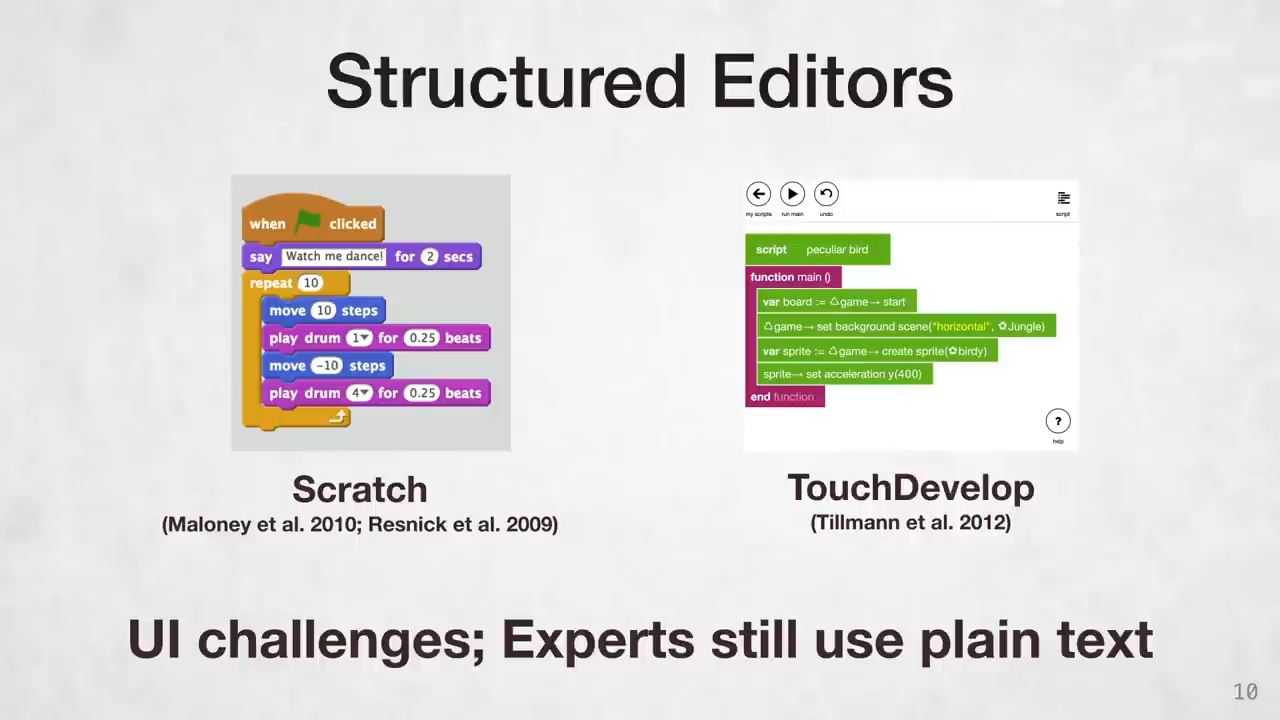 Structured Editors
when clicked
say Watch me dance! for 2 secs
repeat 10
move 10 steps
play drum 1 for 0.25 beats
move -10 steps
play drum 4 for 0.25 beats
Scratch
(Maloney et al. 2010; Resnick et al. 2009)
my scripts run main undo script
script peculiar bird
function main ()
var board := ♺game→ start
♺game→ set background scene("horizontal", ✿Jungle)
var sprite := ♺game→ create sprite(✿birdy)
sprite→ set acceleration y(400)
end function
?
help
TouchDevelop
(Tillmann et al. 2012)
UI challenges; Experts still use plain text
10